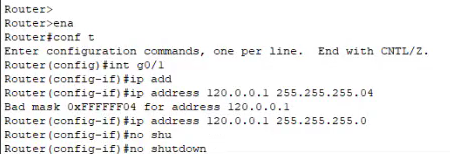 Router>
Router>ena
Router#conf t
Enter configuration commands, one per line.  End with CNTL/Z.
Router(config)#int g0/1
Router(config-if)#ip add
Router(config-if)#ip address 120.0.0.1 255.255.255.04
Bad mask 0xFFFFFF04 for address 120.0.0.1
Router(config-if)#ip address 120.0.0.1 255.255.255.0
Router(config-if)#no shu
Router(config-if)#no shutdown